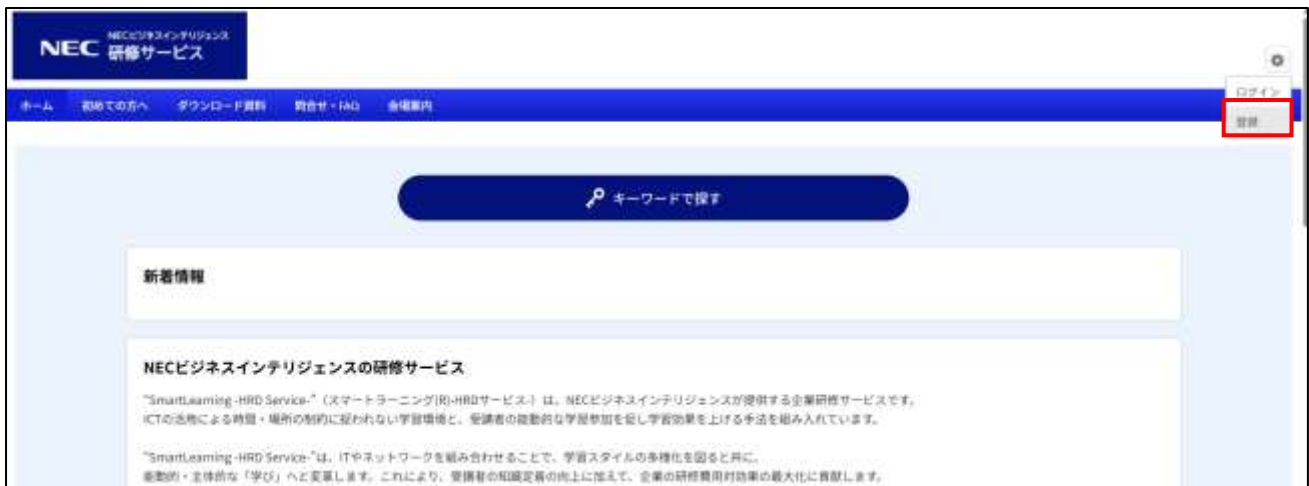 NECビジネスインテリジェンス
NEC 研修サービス
ログイン
ホーム 初めての方へ ダウンロード資料 問合せ・FAQ 会場案内
登録
キーワードで探す
新着情報
NECビジネスインテリジェンスの研修サービス
"SmartLearning -HRD Service-"（スマートラーニング(R)-HRDサービス-）は、NECビジネスインテリジェンスが提供する企業研修サービスです。
ICTの活用による時間・場所の制約に捉われない学習環境と、受講者の能動的な学習参加を促し学習効果を上げる手法を組み入れています。
"SmartLearning -HRD Service-"は、ITやネットワークを組み合わせることで、学習スタイルの多様化を図ると共に、
能動的・主体的な「学び」へと変革します。これにより、受講者の知識定着の向上に加えて、企業の研修費用対効果の最大化に貢献します。